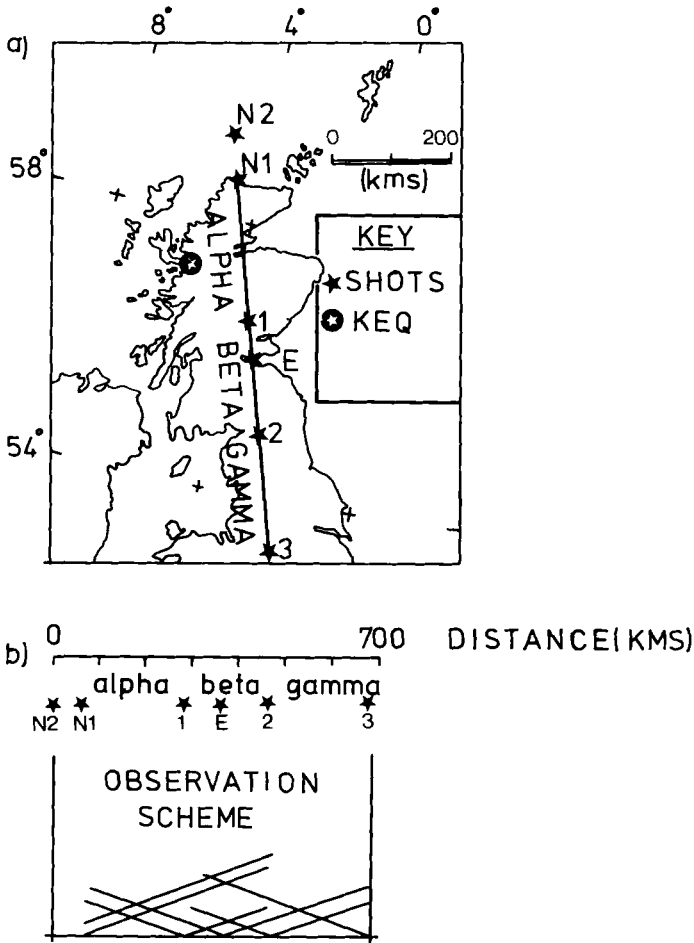 a)
8° 4° 0°
N2
0 200
(kms)
58°
N1
KEY
SHOTS
KEQ
ALPHA BETA GAMMA
1
E
2
54°
3
b)
0 700 DISTANCE(KMS)
alpha beta gamma
N2 N1 1 E 2 3
OBSERVATION
SCHEME